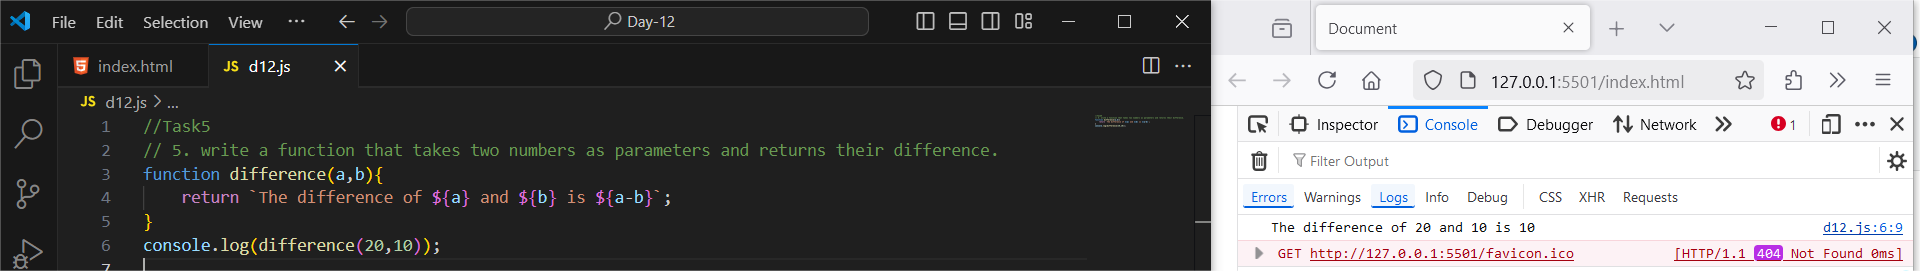 File Edit Selection View ··· Day-12
index.html JS d12.js
JS d12.js > ...
1 //Task5
2 // 5. write a function that takes two numbers as parameters and returns their difference.
3 function difference(a,b){
4 return `The difference of ${a} and ${b} is ${a-b}`;
5 }
6 console.log(difference(20,10));
7
Document
127.0.0.1:5501/index.html
Inspector Console Debugger Network 1
Filter Output
Errors Warnings Logs Info Debug CSS XHR Requests
The difference of 20 and 10 is 10 d12.js:6:9
GET http://127.0.0.1:5501/favicon.ico [HTTP/1.1 404 Not Found 0ms]